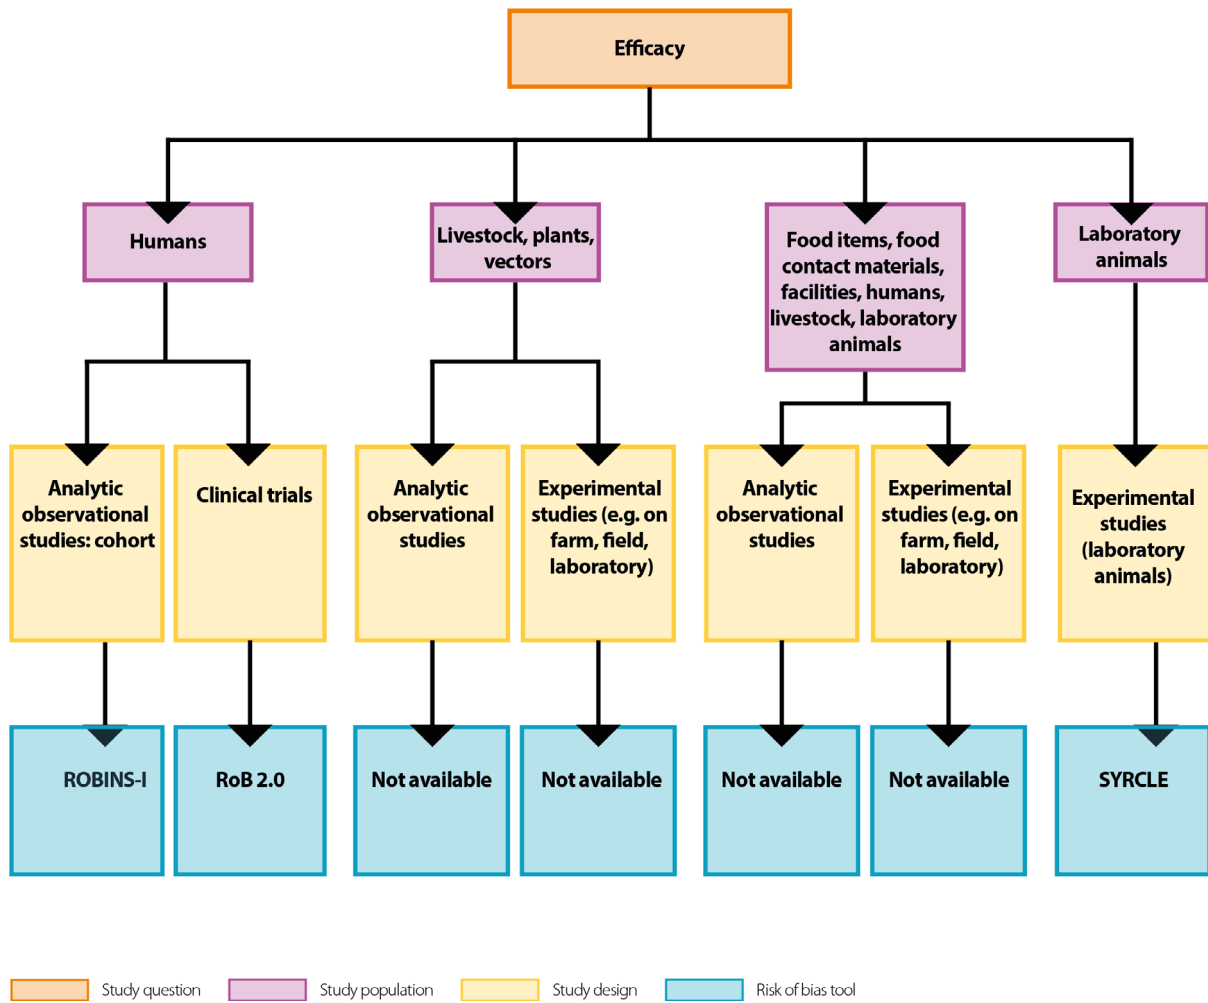 Efficacy
Humans
Livestock, plants,
vectors
Food items, food
contact materials,
facilities, humans,
livestock, laboratory
animals
Laboratory
animals
Analytic
observational
studies: cohort
Clinical trials
Analytic
observational
studies
Experimental
studies (e.g. on
farm, field,
laboratory)
Analytic
observational
studies
Experimental
studies (e.g. on
farm, field,
laboratory)
Experimental
studies
(laboratory
animals)
ROBINS-I
RoB 2.0
Not available
Not available
Not available
Not available
SYRCLE
Study question
Study population
Study design
Risk of bias tool